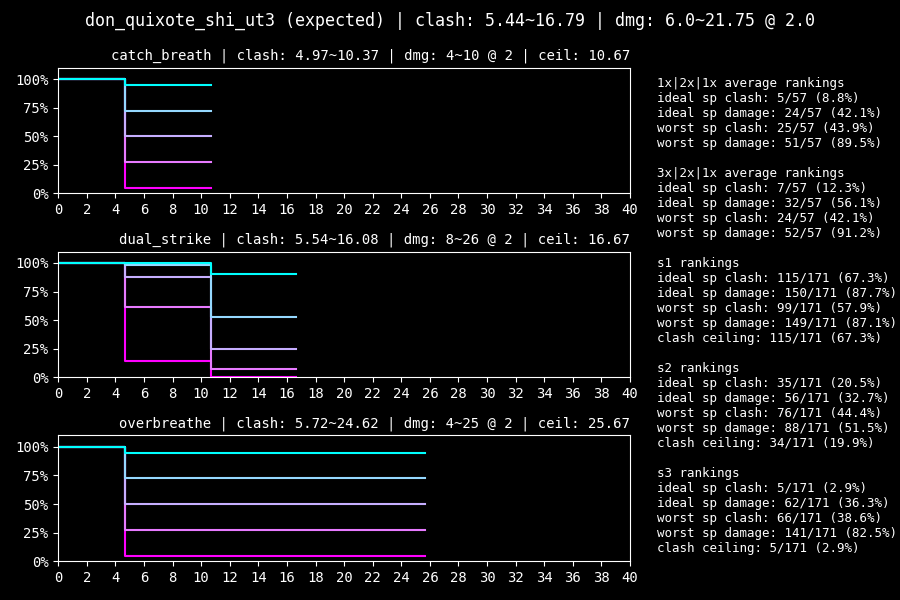 don_quixote_shi_ut3 (expected) | clash: 5.44~16.79 | dmg: 6.0~21.75 @ 2.0
catch_breath | clash: 4.97~10.37 | dmg: 4~10 @ 2 | ceil: 10.67
100%
75%
50%
25%
0%
0 2 4 6 8 10 12 14 16 18 20 22 24 26 28 30 32 34 36 38 40
dual_strike | clash: 5.54~16.08 | dmg: 8~26 @ 2 | ceil: 16.67
100%
75%
50%
25%
0%
0 2 4 6 8 10 12 14 16 18 20 22 24 26 28 30 32 34 36 38 40
overbreathe | clash: 5.72~24.62 | dmg: 4~25 @ 2 | ceil: 25.67
100%
75%
50%
25%
0%
0 2 4 6 8 10 12 14 16 18 20 22 24 26 28 30 32 34 36 38 40
1x|2x|1x average rankings
ideal sp clash: 5/57 (8.8%)
ideal sp damage: 24/57 (42.1%)
worst sp clash: 25/57 (43.9%)
worst sp damage: 51/57 (89.5%)
3x|2x|1x average rankings
ideal sp clash: 7/57 (12.3%)
ideal sp damage: 32/57 (56.1%)
worst sp clash: 24/57 (42.1%)
worst sp damage: 52/57 (91.2%)
s1 rankings
ideal sp clash: 115/171 (67.3%)
ideal sp damage: 150/171 (87.7%)
worst sp clash: 99/171 (57.9%)
worst sp damage: 149/171 (87.1%)
clash ceiling: 115/171 (67.3%)
s2 rankings
ideal sp clash: 35/171 (20.5%)
ideal sp damage: 56/171 (32.7%)
worst sp clash: 76/171 (44.4%)
worst sp damage: 88/171 (51.5%)
clash ceiling: 34/171 (19.9%)
s3 rankings
ideal sp clash: 5/171 (2.9%)
ideal sp damage: 62/171 (36.3%)
worst sp clash: 66/171 (38.6%)
worst sp damage: 141/171 (82.5%)
clash ceiling: 5/171 (2.9%)